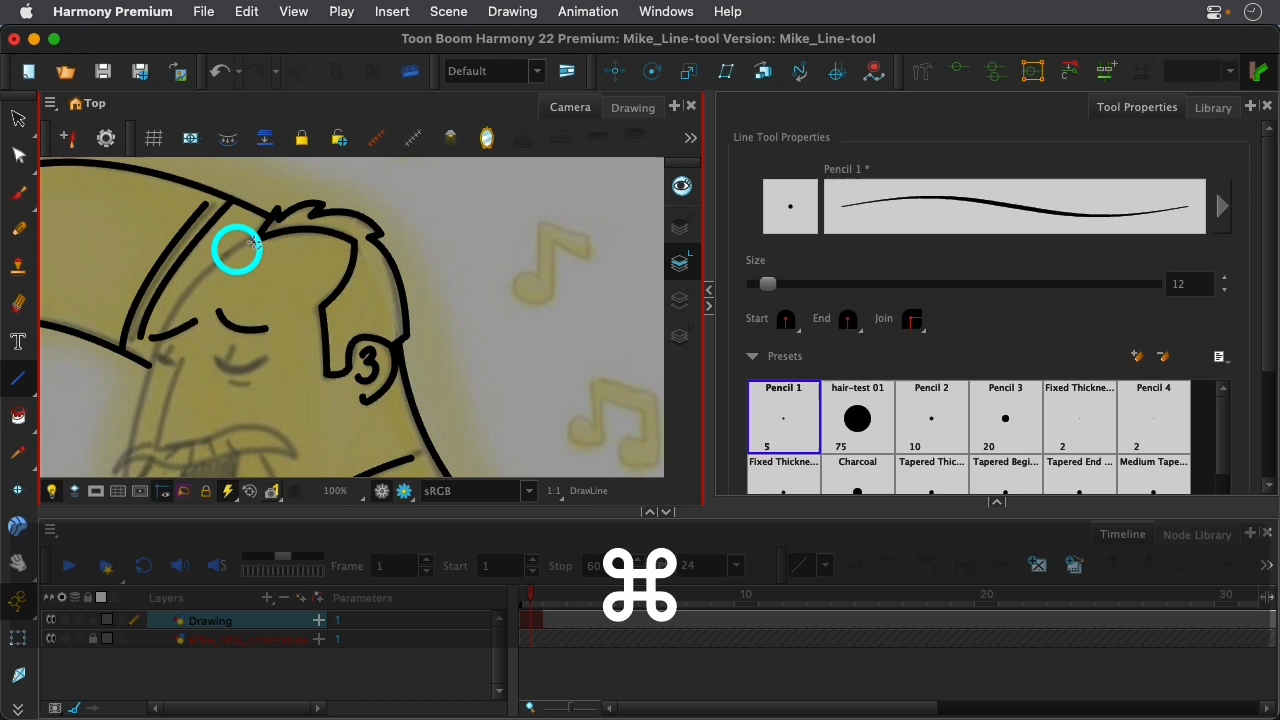 Harmony Premium File Edit View Play Insert Scene Drawing Animation Windows Help
Toon Boom Harmony 22 Premium: Mike_Line-tool Version: Mike_Line-tool
Default
Top
Camera
Drawing
Tool Properties
Library
Line Tool Properties
Pencil 1 *
Size
12
Start
End
Join
Presets
Pencil 1
hair-test 01
Pencil 2
Pencil 3
Fixed Thickne...
Pencil 4
5
75
10
20
2
2
Fixed Thickne...
Charcoal
Tapered Thic...
Tapered Begi...
Tapered End ...
Medium Tape...
100%
sRGB
1:1
DrawLine
Timeline
Node Library
Frame
1
Start
1
Stop
60
24
Layers
Parameters
10
20
30
Drawing
1
1